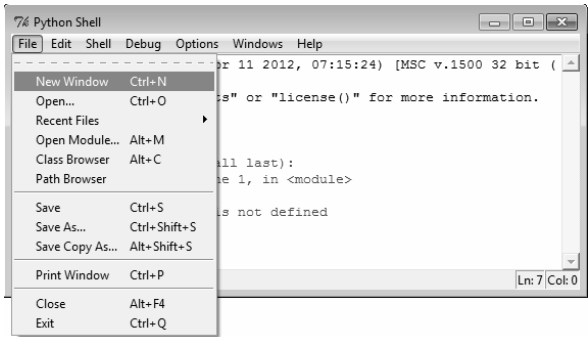 Python Shell
File Edit Shell Debug Options Windows Help
New Window Ctrl+N
Open... Ctrl+O
Recent Files
Open Module... Alt+M
Class Browser Alt+C
Path Browser
Save Ctrl+S
Save As... Ctrl+Shift+S
Save Copy As... Alt+Shift+S
Print Window Ctrl+P
Close Alt+F4
Exit Ctrl+Q
11 2012, 07:15:24) [MSC v.1500 32 bit (
or "license()" for more information.
last):
1, in <module>
is not defined
Ln: 7 Col: 0